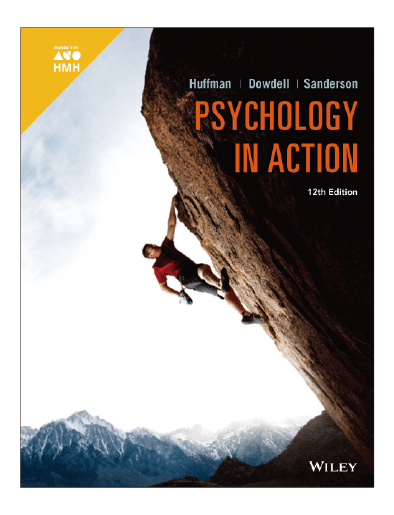 HMH
Huffman | Dowdell | Sanderson
PSYCHOLOGY
IN ACTION
12th Edition
WILEY